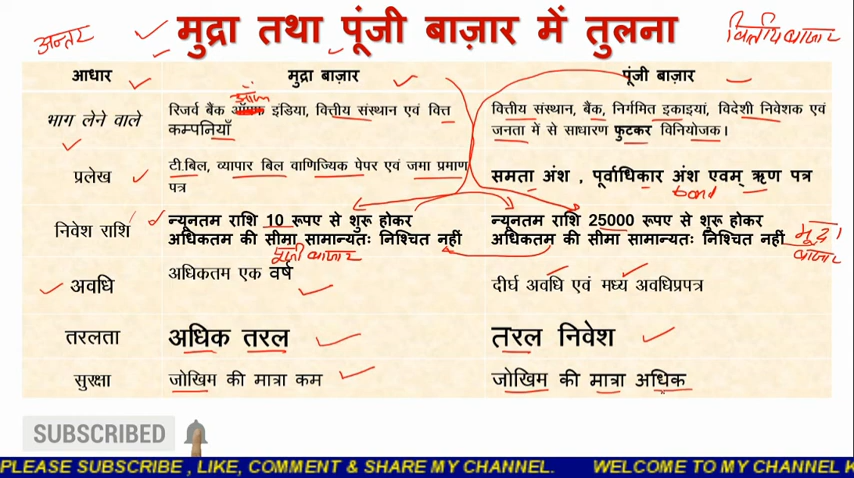 अन्तर
मुद्रा तथा पूंजी बाज़ार में तुलना
वित्तीय बाजार
आधार
मुद्रा बाज़ार
पूंजी बाज़ार
भाग लेने वाले
रिजर्व बैंक ऑफ इंडिया, वित्तीय संस्थान एवं वित्त
कम्पनियाँ
वित्तीय संस्थान, बैंक, निर्गमित इकाइयां, विदेशी निवेशक एवं
जनता में से साधारण फुटकर विनियोजक।
प्रलेख
टी.बिल, व्यापार बिल वाणिज्यिक पेपर एवं जमा प्रमाण
पत्र
समता अंश , पूर्वाधिकार अंश एवम् ऋण पत्र
bond
निवेश राशि
न्यूनतम राशि 10 रूपए से शुरू होकर
अधिकतम की सीमा सामान्यतः निश्चित नहीं
पूंजी बाजार
न्यूनतम राशि 25000 रूपए से शुरू होकर
अधिकतम की सीमा सामान्यतः निश्चित नहीं
मुद्रा
बाजार
अवधि
अधिकतम एक वर्ष
दीर्घ अवधि एवं मध्य अवधिप्रपत्र
तरलता
अधिक तरल
तरल निवेश
सुरक्षा
जोखिम की मात्रा कम
जोखिम की मात्रा अधिक
SUBSCRIBED
PLEASE SUBSCRIBE , LIKE, COMMENT & SHARE MY CHANNEL. WELCOME TO MY CHANNEL K